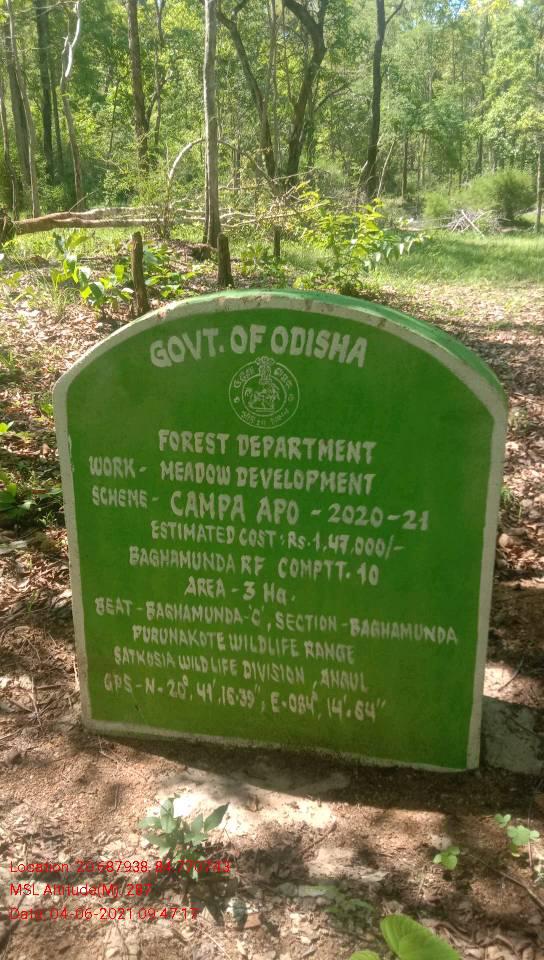 GOVT. OF ODISHA
FOREST DEPARTMENT
WORK - MEADOW DEVELOPMENT
SCHEME - CAMPA APO - 2020-21
ESTIMATED COST : Rs. 1,47,000/-
BAGHAMUNDA RF COMPTT. 10
AREA - 3 Ha.
BEAT - BAGHAMUNDA-'C', SECTION - BAGHAMUNDA
PURUNAKOTE WILDLIFE RANGE
SATKOSIA WILDLIFE DIVISION, ANGUL
GPS - N - 20°, 41', 16.39", E - 084°, 14', 64"
Location: 20.687938, 84.770743
MSL Altitude(M): 287
Date: 04-06-2021 09:47:17